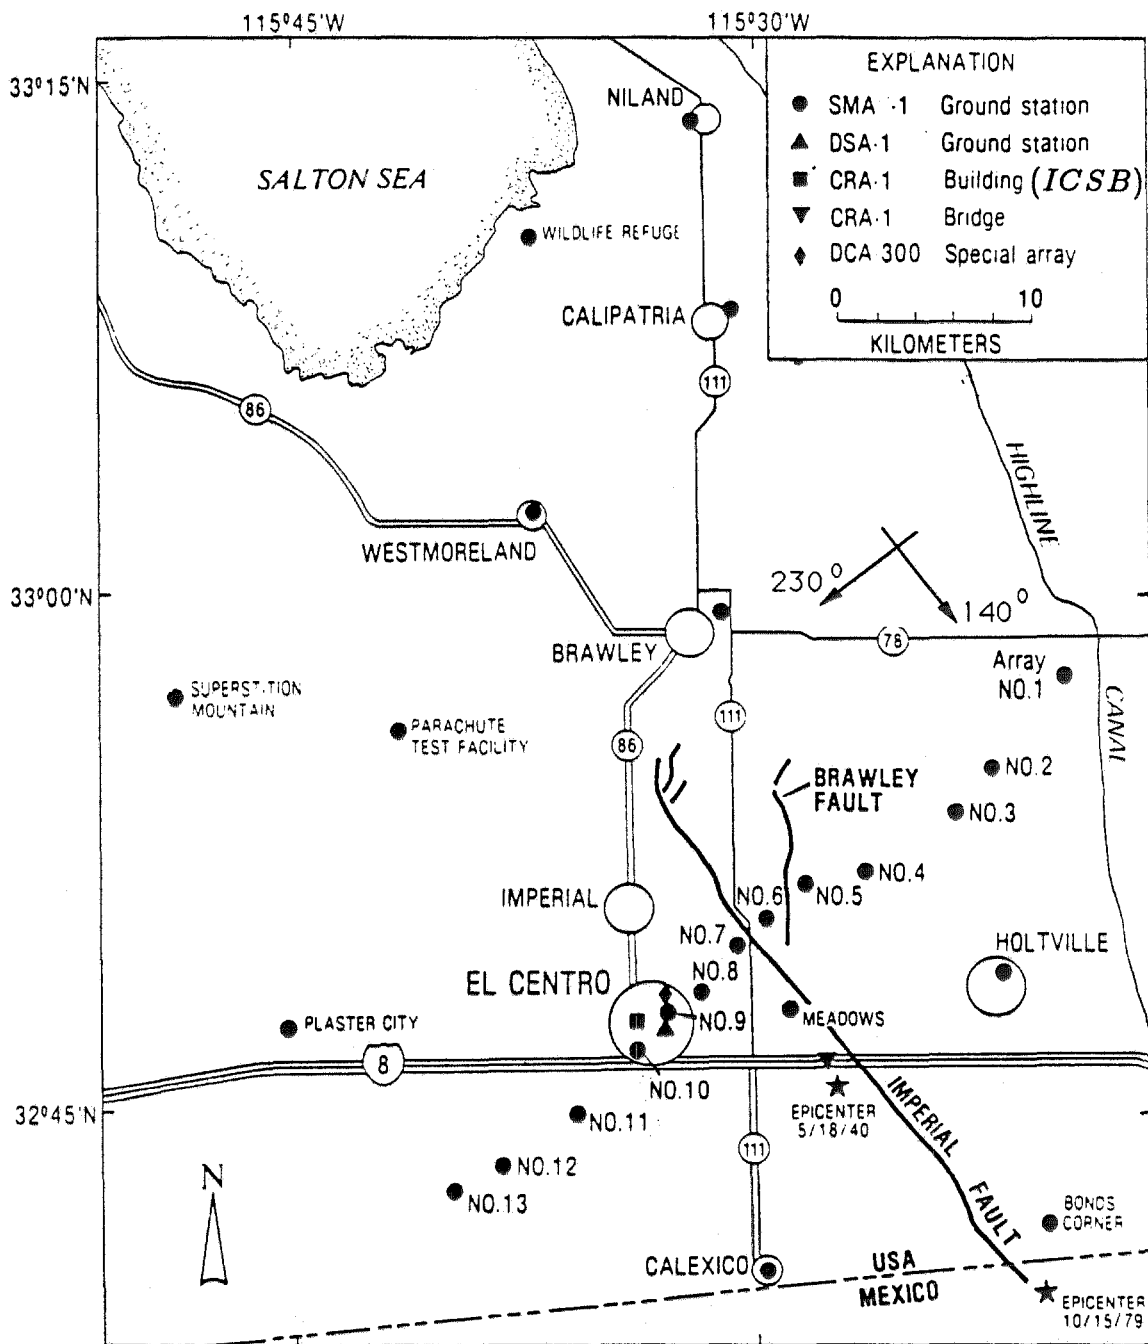 115°45'W
115°30'W
33°15'N
33°00'N
32°45'N
EXPLANATION
SMA-1 Ground station
DSA-1 Ground station
CRA-1 Building (ICSB)
CRA-1 Bridge
DCA 300 Special array
0 10
KILOMETERS
NILAND
SALTON SEA
WILDLIFE REFUGE
CALIPATRIA
111
86
HIGHLINE
WESTMORELAND
230°
140°
BRAWLEY
78
Array
NO.1
CANAL
SUPERSTITION
MOUNTAIN
PARACHUTE
TEST FACILITY
86
111
NO.2
BRAWLEY
FAULT
NO.3
NO.4
NO.5
IMPERIAL
NO.6
NO.7
HOLTVILLE
NO.8
EL CENTRO
NO.9
MEADOWS
PLASTER CITY
8
NO.10
EPICENTER
5/18/40
IMPERIAL
FAULT
NO.11
111
NO.12
NO.13
N
BONDS
CORNER
CALEXICO
USA
MEXICO
EPICENTER
10/15/79